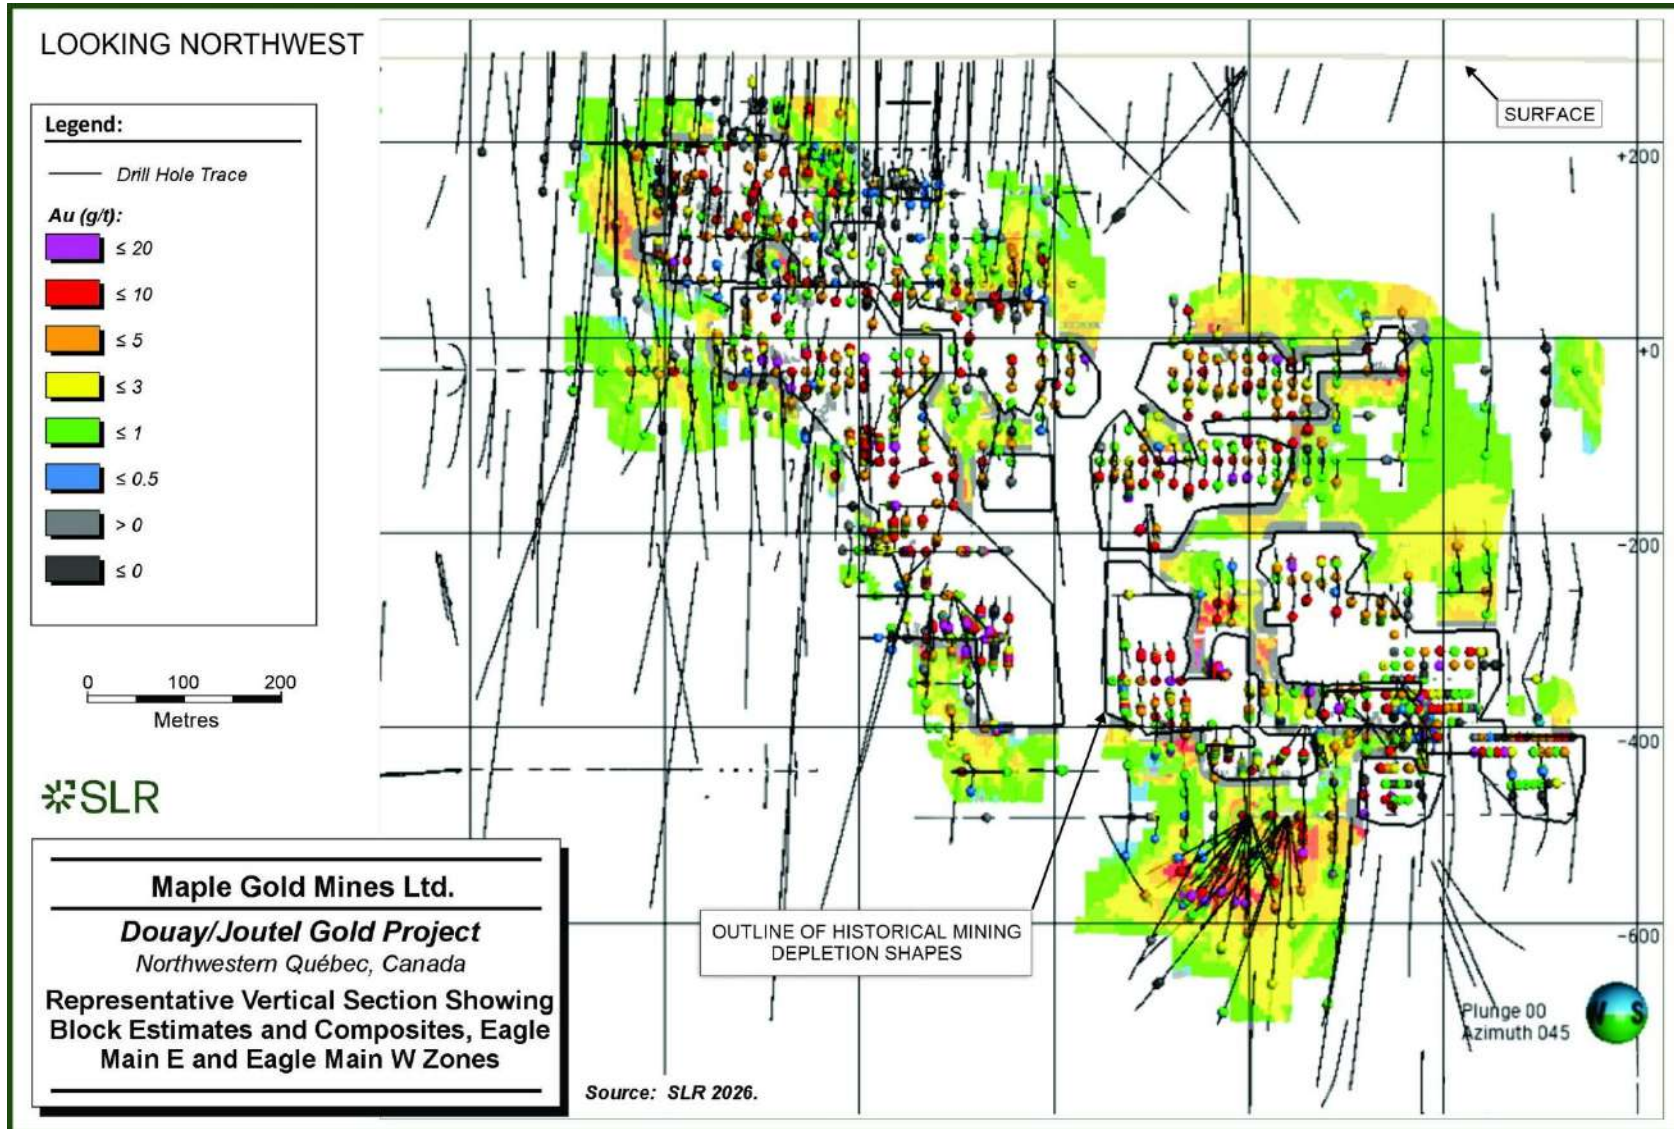 LOOKING NORTHWEST
Legend:
Drill Hole Trace
Au (g/t):
≤ 20
≤ 10
≤ 5
≤ 3
≤ 1
≤ 0.5
> 0
≤ 0
0 100 200
Metres
SLR
Maple Gold Mines Ltd.
Douay/Joutel Gold Project
Northwestern Québec, Canada
Representative Vertical Section Showing
Block Estimates and Composites, Eagle
Main E and Eagle Main W Zones
Source: SLR 2026.
SURFACE
+200
+0
-200
-400
-600
OUTLINE OF HISTORICAL MINING
DEPLETION SHAPES
Plunge 00
Azimuth 045
N S